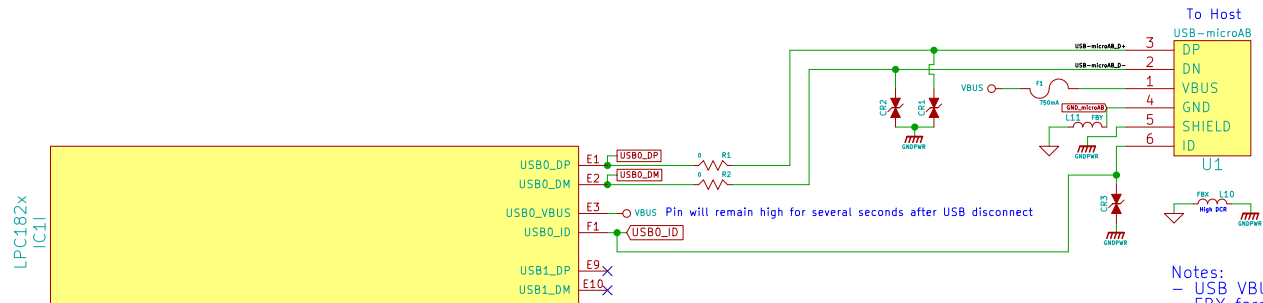 To Host
USB-microAB
USB-microAB_D+ 3 DP
USB-microAB_D- 2 DN
VBUS F1 750mA 1 VBUS
GND_microAB 4 GND
L11 FBY 5 SHIELD
6 ID
U1
CR2 CR1
GNDPWR
GNDPWR
LPC182x
IC1I
USB0_DP E1 USB0_DP 0 R1
USB0_DM E2 USB0_DM 0 R2
USB0_VBUS E3 VBUS Pin will remain high for several seconds after USB disconnect
USB0_ID F1 USB0_ID
CR3
GNDPWR
FBX L10
High DCR
GNDPWR
USB1_DP E9
USB1_DM E10
Notes:
- USB VBU